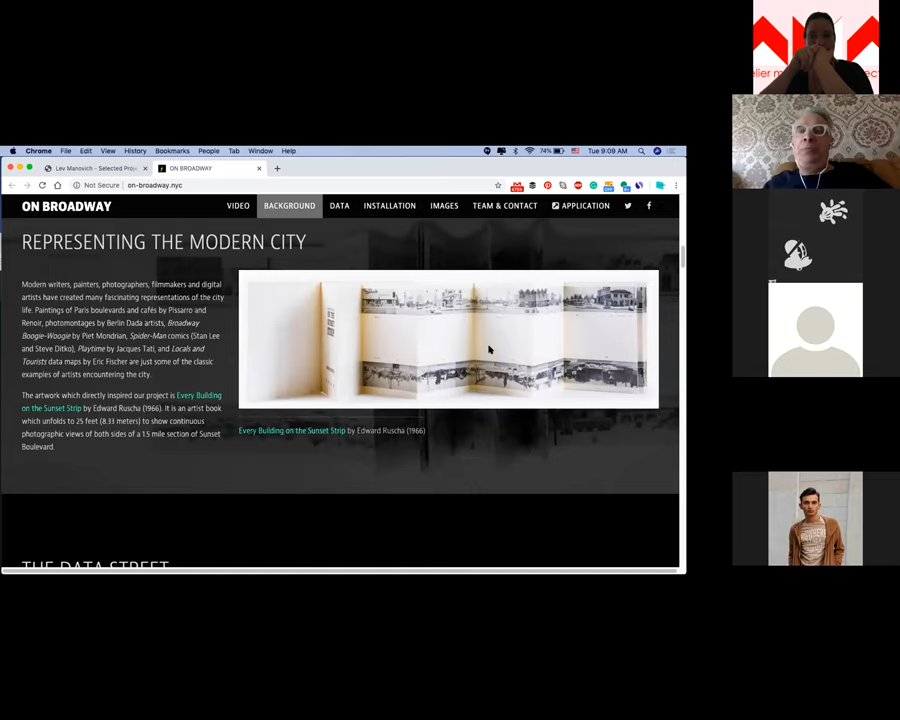 Chrome File Edit View History Bookmarks People Tab Window Help
74% Tue 9:09 AM
Lev Manovich - Selected Proj
ON BROADWAY
Not Secure | on-broadway.nyc
ON BROADWAY
VIDEO BACKGROUND DATA INSTALLATION IMAGES TEAM & CONTACT APPLICATION
REPRESENTING THE MODERN CITY
Modern writers, painters, photographers, filmmakers and digital
artists have created many fascinating representations of the city
life. Paintings of Paris boulevards and cafés by Pissarro and
Renoir, photomontages by Berlin Dada artists, Broadway
Boogie-Woogie by Piet Mondrian, Spider-Man comics (Stan Lee
and Steve Ditko), Playtime by Jacques Tati, and Locals and
Tourists data maps by Eric Fischer are just some of the classic
examples of artists encountering the city.
The artwork which directly inspired our project is Every Building
on the Sunset Strip by Edward Ruscha (1966). It is an artist book
which unfolds to 25 feet (8.33 meters) to show continuous
photographic views of both sides of a 1.5 mile section of Sunset
Boulevard.
Every Building on the Sunset Strip by Edward Ruscha (1966)
THE DATA STREET